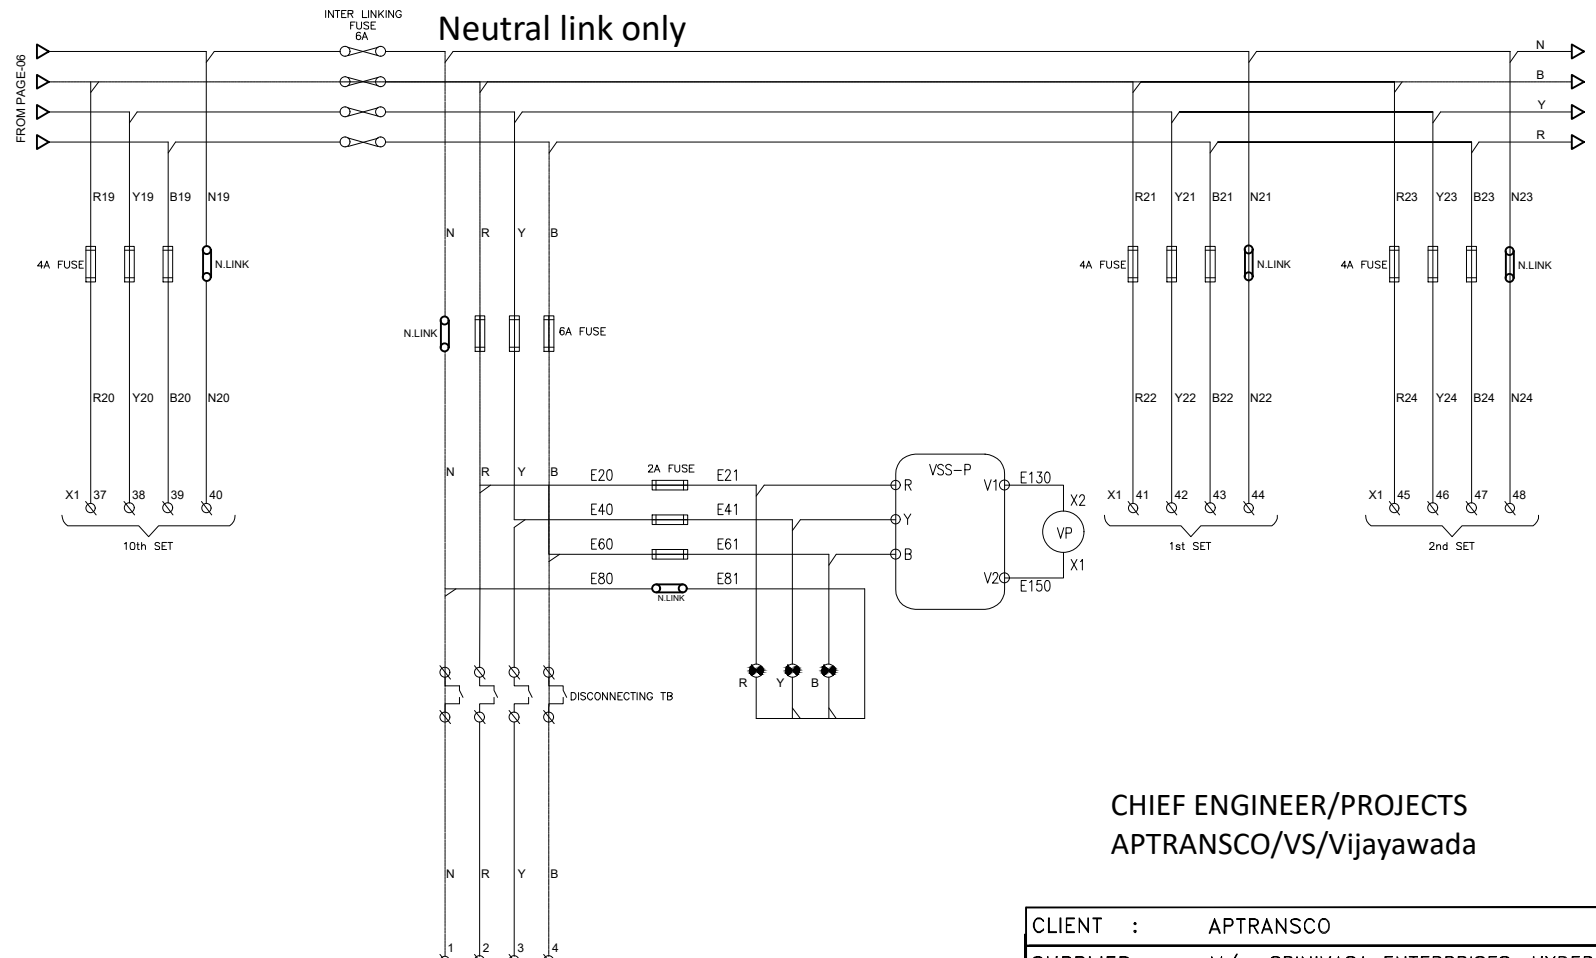 INTER LINKING
FUSE
6A
Neutral link only
FROM PAGE-06
N
B
Y
R
R19 Y19 B19 N19
R21 Y21 B21 N21
R23 Y23 B23 N23
N R Y B
4A FUSE
N.LINK
4A FUSE
N.LINK
4A FUSE
N.LINK
N.LINK
6A FUSE
R20 Y20 B20 N20
R22 Y22 B22 N22
R24 Y24 B24 N24
N R Y B
E20 2A FUSE E21
E40 E41
E60 E61
E80 E81
N.LINK
VSS-P
R
Y
B
V1
V2
E130
X2
VP
X1
E150
X1 37 38 39 40
10th SET
X1 41 42 43 44
1st SET
X1 45 46 47 48
2nd SET
R Y B
DISCONNECTING TB
CHIEF ENGINEER/PROJECTS
APTRANSCO/VS/Vijayawada
N R Y B
1 2 3 4
CLIENT : APTRANSCO